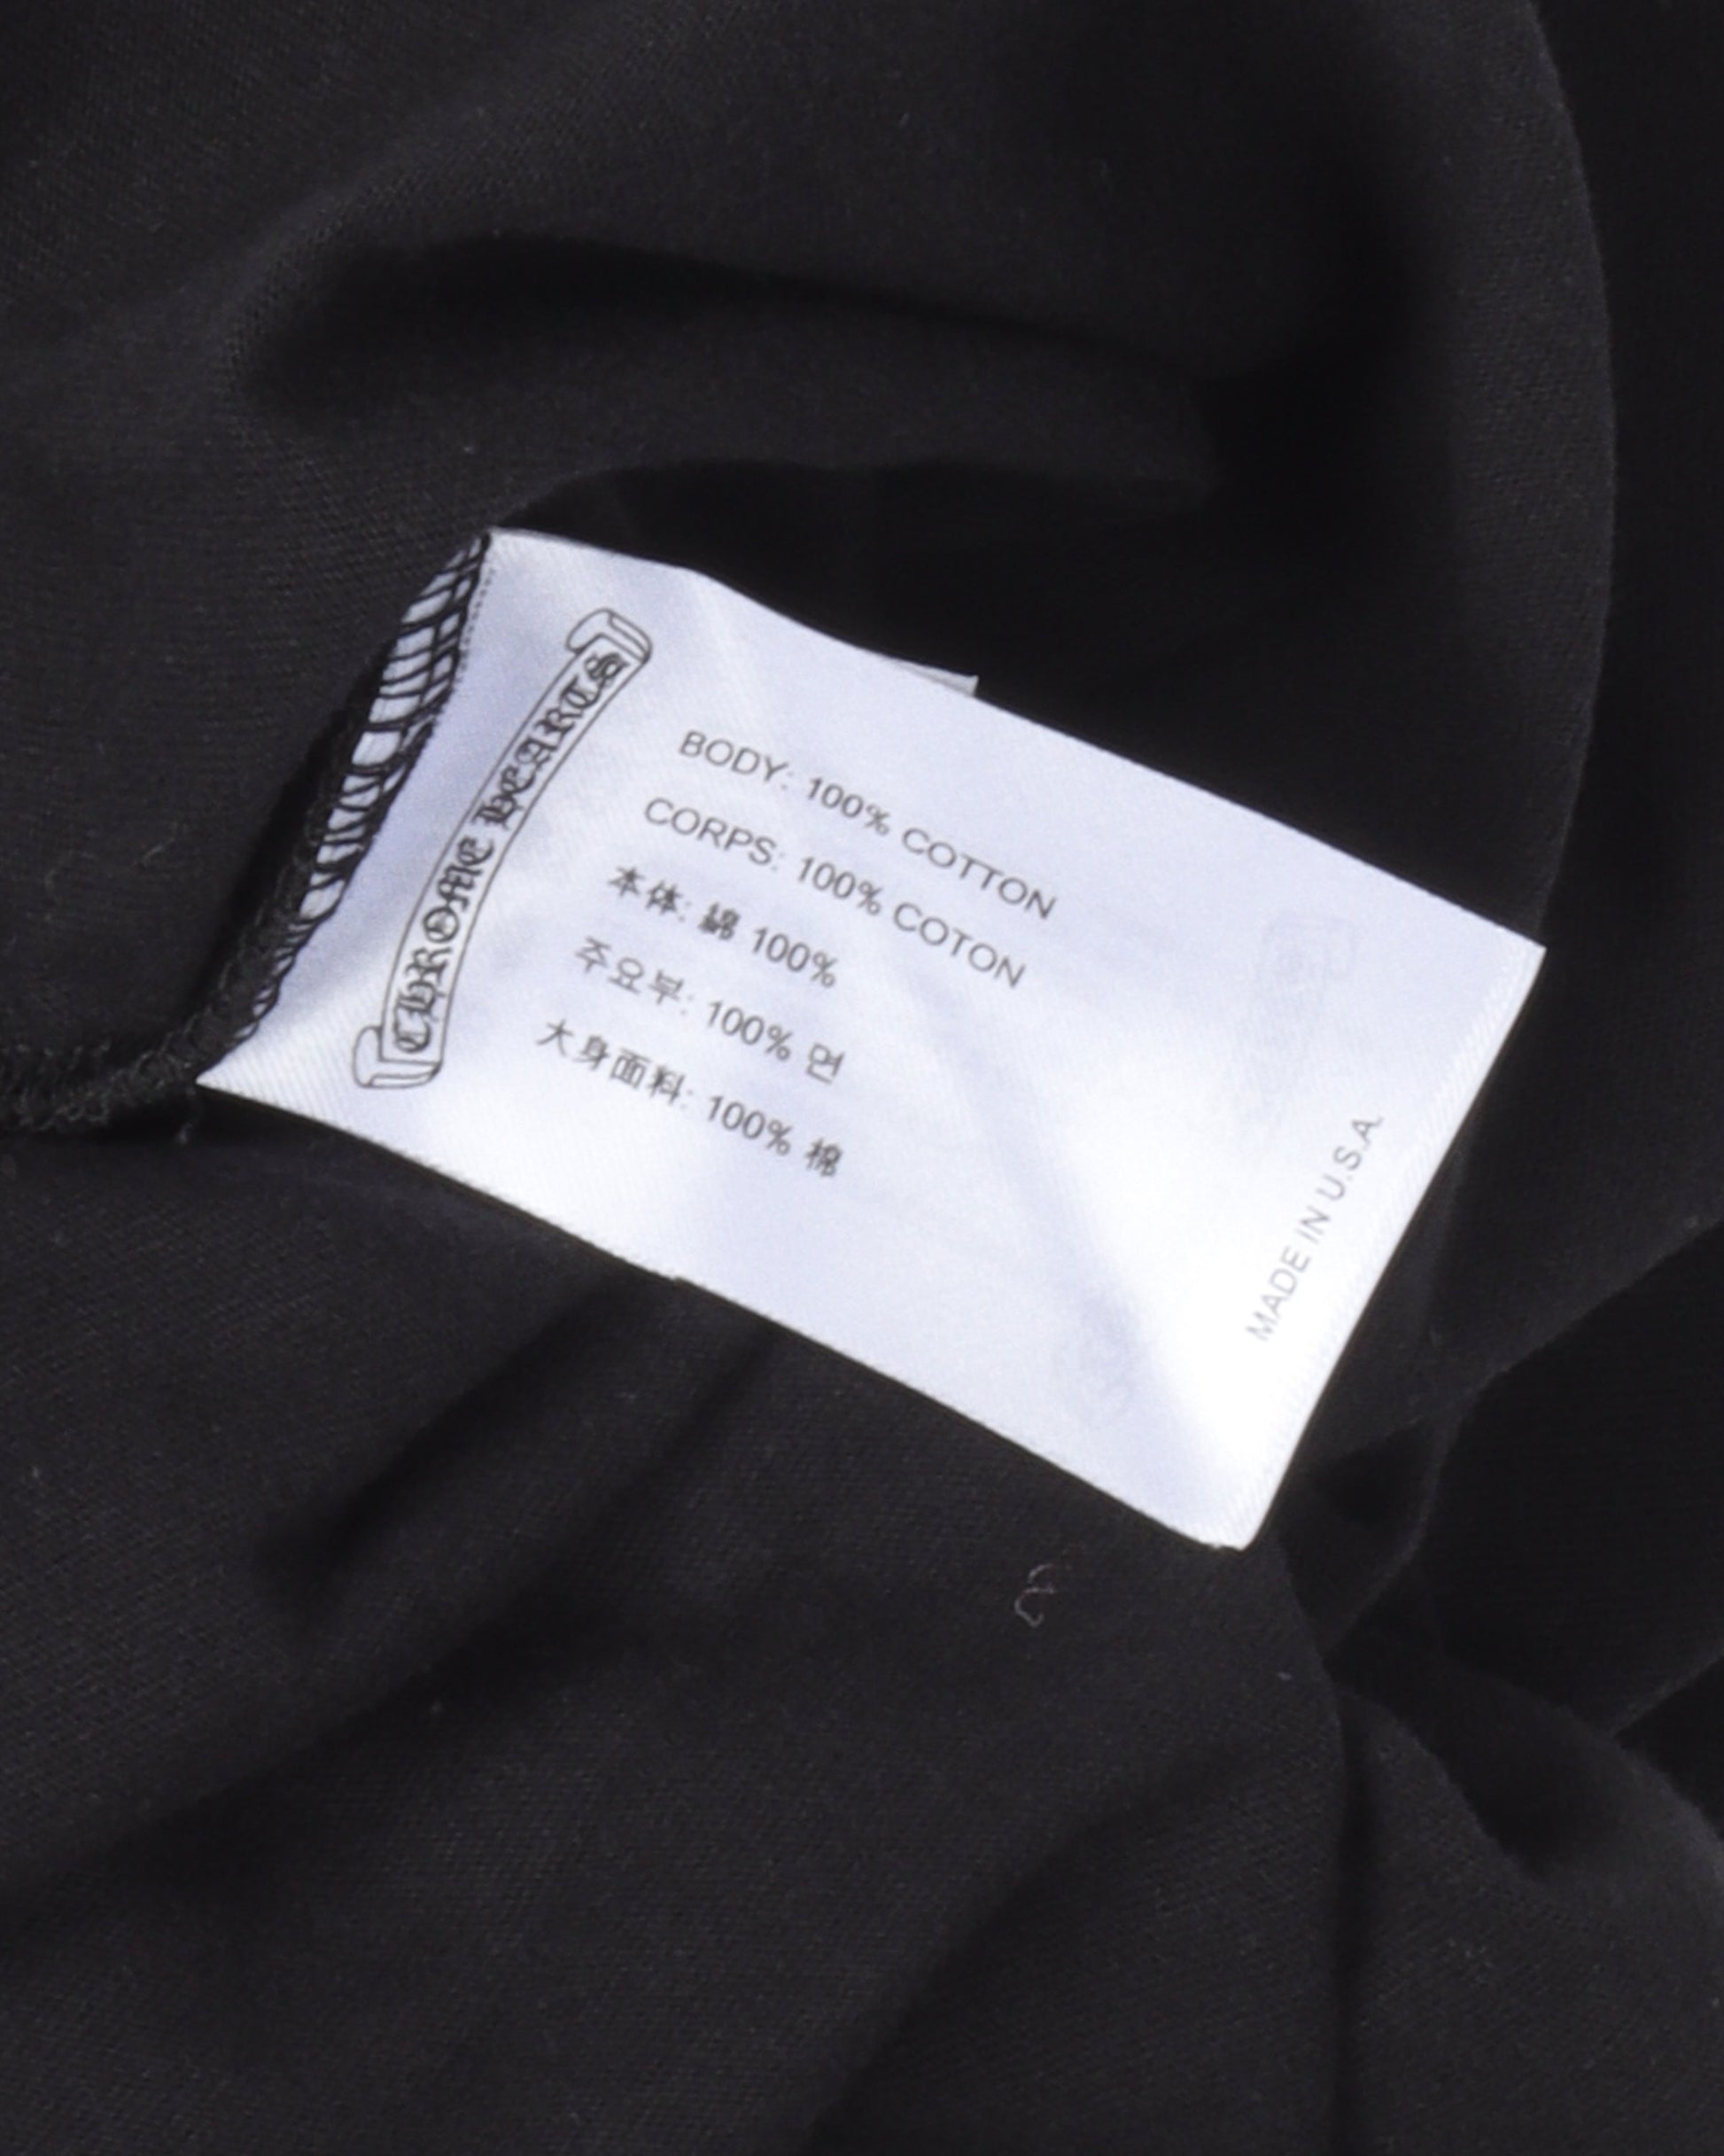 CHROME HEARTS
BODY: 100% COTTON
CORPS: 100% COTON
本体: 綿 100%
주요부: 100% 면
大身面料: 100% 棉
MADE IN U.S.A.